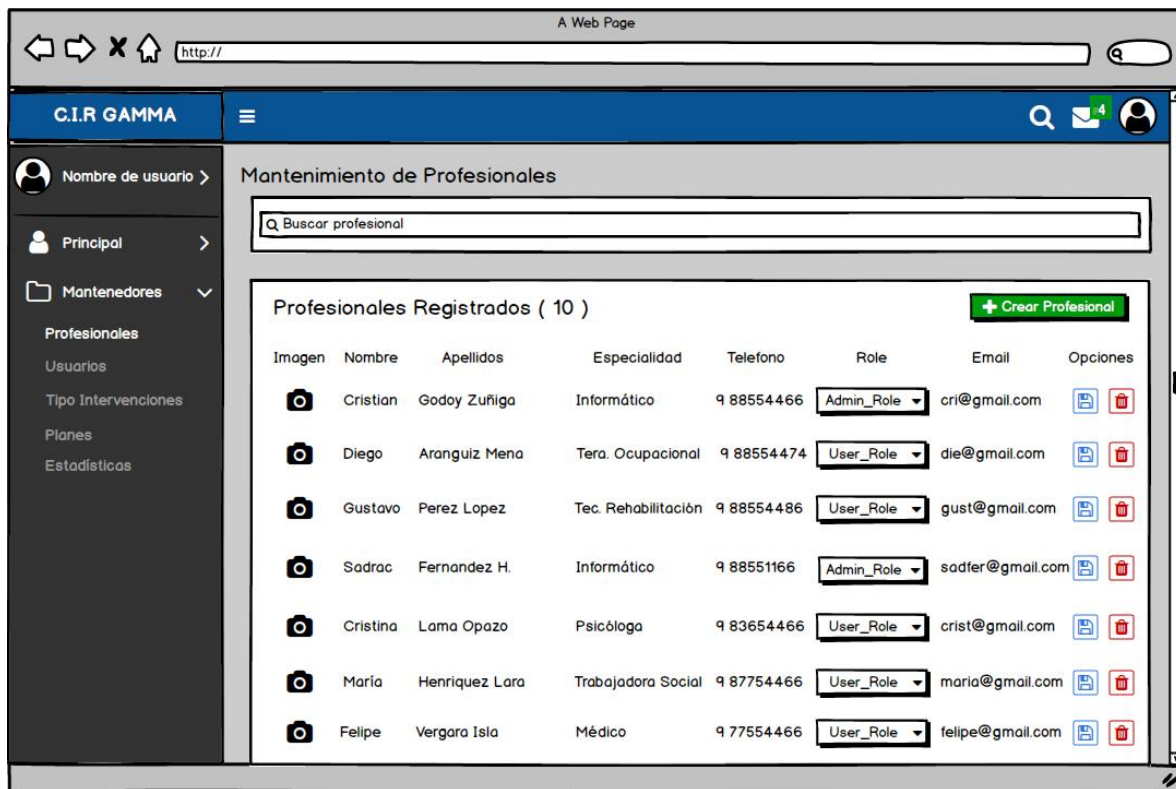 A Web Page
http://
C.I.R GAMMA
4
Nombre de usuario
Principal
Mantenedores
Profesionales
Usuarios
Tipo Intervenciones
Planes
Estadísticas
Mantenimiento de Profesionales
Buscar profesional
Profesionales Registrados ( 10 )
Crear Profesional
Imagen Nombre Apellidos Especialidad Telefono Role Email Opciones
Cristian Godoy Zuñiga Informático 9 88554466 Admin_Role cri@gmail.com
Diego Aranguiz Mena Tera. Ocupacional 9 88554474 User_Role die@gmail.com
Gustavo Perez Lopez Tec. Rehabilitación 9 88554486 User_Role gust@gmail.com
Sadrac Fernandez H. Informático 9 88551166 Admin_Role sadfer@gmail.com
Cristina Lama Opazo Psicóloga 9 83654466 User_Role crist@gmail.com
María Henriquez Lara Trabajadora Social 9 87754466 User_Role maria@gmail.com
Felipe Vergara Isla Médico 9 77554466 User_Role felipe@gmail.com